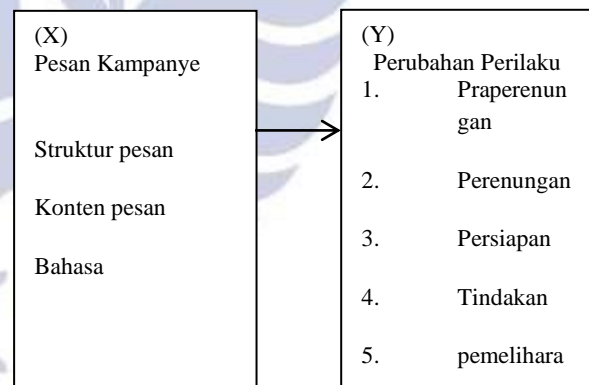 (X)
Pesan Kampanye
Struktur pesan
Konten pesan
Bahasa
(Y)
Perubahan Perilaku
1. Praperenun
gan
2. Perenungan
3. Persiapan
4. Tindakan
5. pemelihara